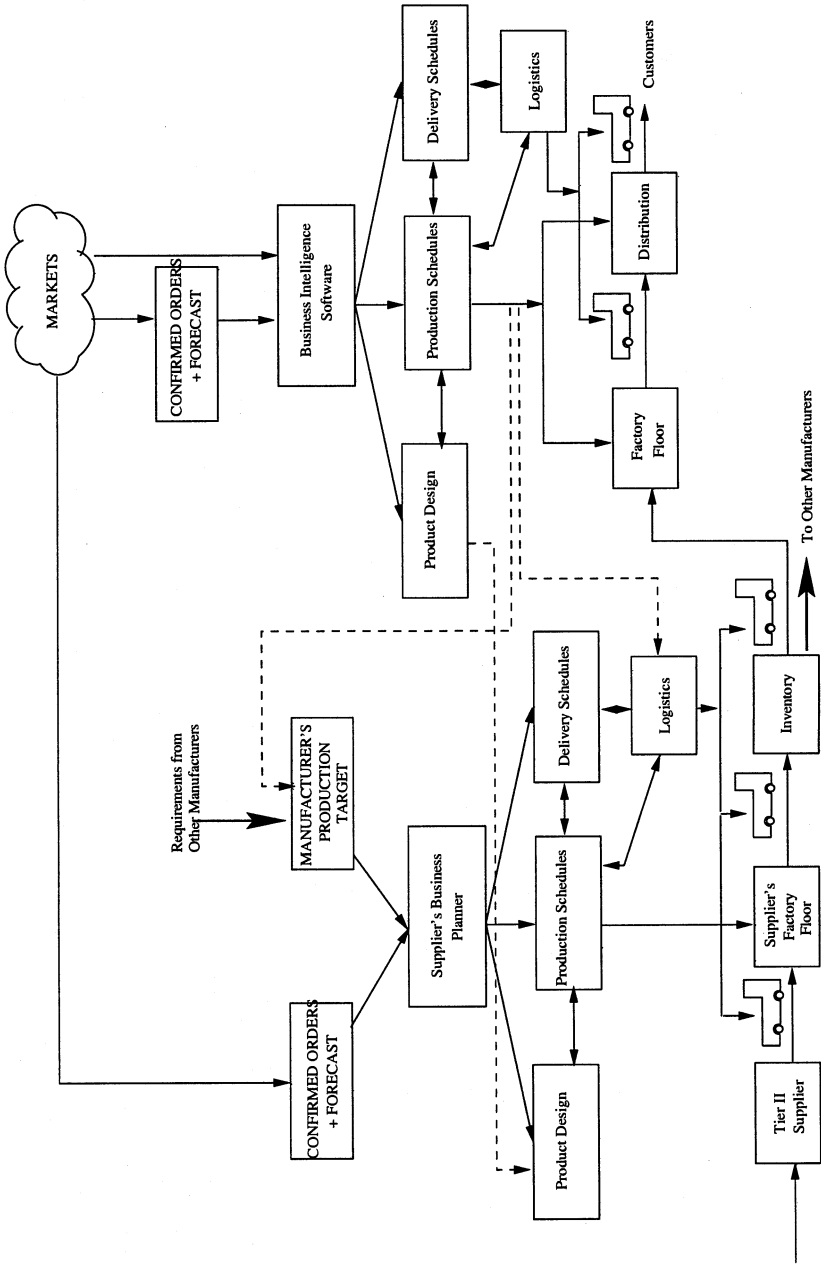 MARKETS
CONFIRMED ORDERS
+ FORECAST
Business Intelligence
Software
Product Design
Production Schedules
Delivery Schedules
Logistics
Factory
Floor
Distribution
Customers
Requirements from
Other Manufacturers
CONFIRMED ORDERS
+ FORECAST
MANUFACTURER'S
PRODUCTION
TARGET
Supplier's Business
Planner
Product Design
Production Schedules
Delivery Schedules
Logistics
Tier II
Supplier
Supplier's
Factory
Floor
Inventory
To Other Manufacturers